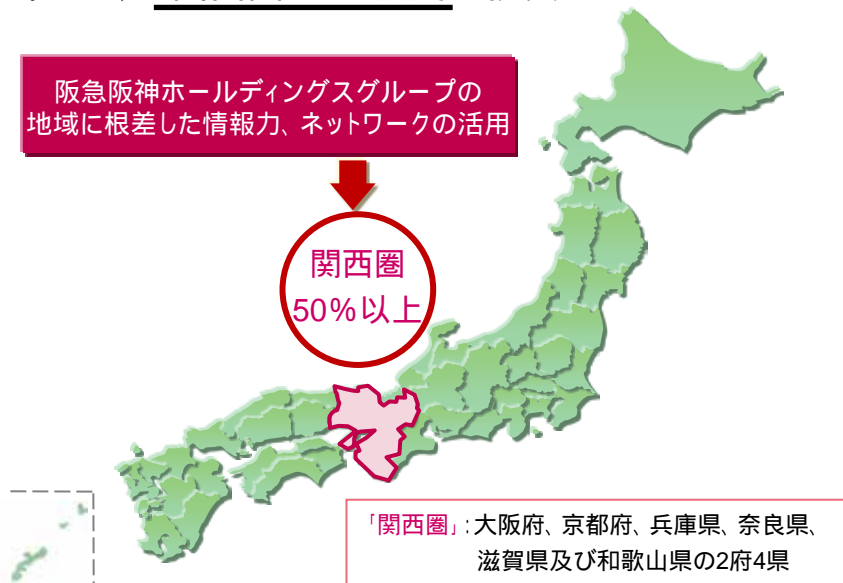 阪急阪神ホールディングスグループの
地域に根差した情報力、ネットワークの活用
関西圏
50％以上
「関西圏」：大阪府、京都府、兵庫県、奈良県、
滋賀県及び和歌山県の2府4県